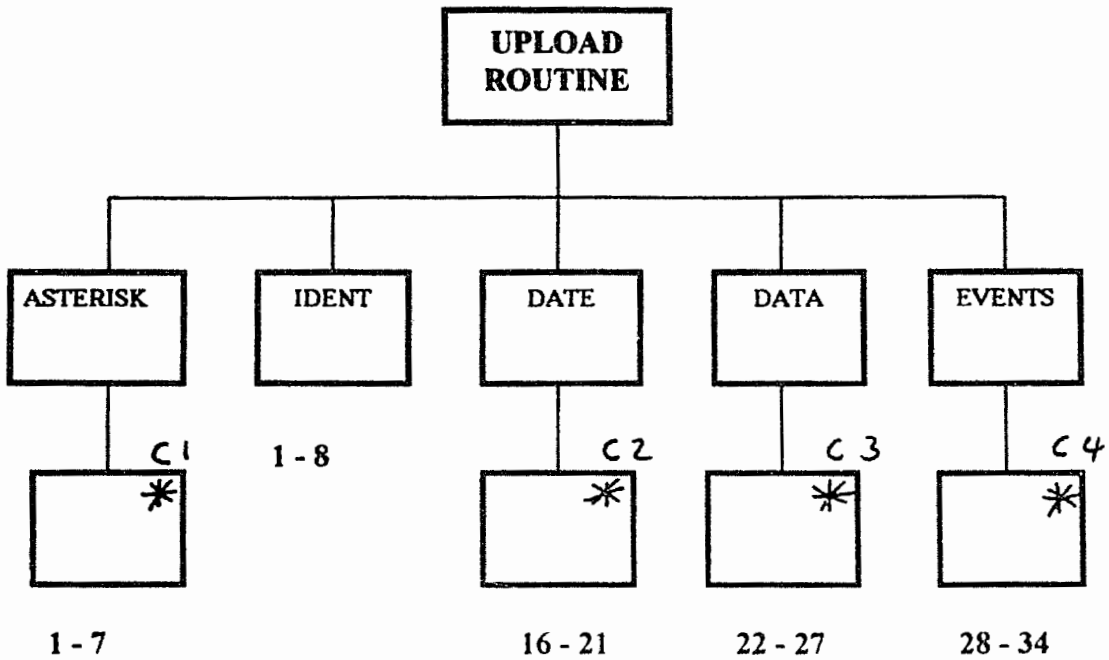 UPLOAD
ROUTINE
ASTERISK
IDENT
DATE
DATA
EVENTS
C1
1 - 8
C2
C3
C4
*
*
*
*
1 - 7
16 - 21
22 - 27
28 - 34